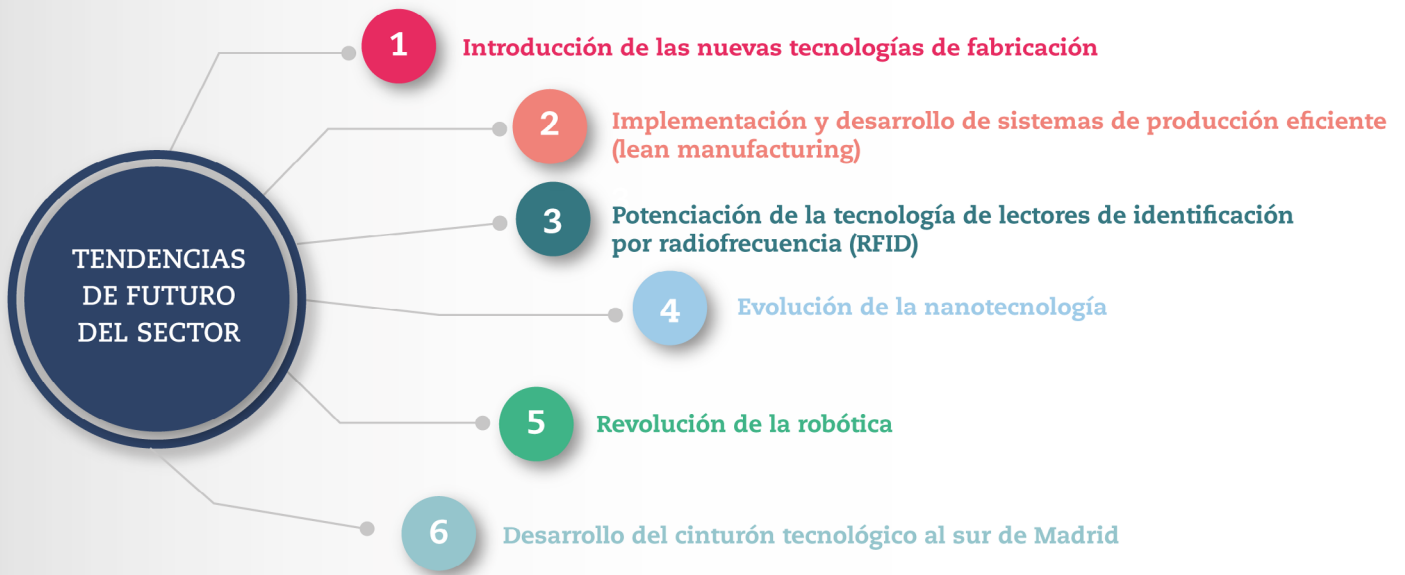 TENDENCIAS
DE FUTURO
DEL SECTOR
1
Introducción de las nuevas tecnologías de fabricación
2
Implementación y desarrollo de sistemas de producción eficiente
(lean manufacturing)
3
Potenciación de la tecnología de lectores de identificación
por radiofrecuencia (RFID)
4
Evolución de la nanotecnología
5
Revolución de la robótica
6
Desarrollo del cinturón tecnológico al sur de Madrid